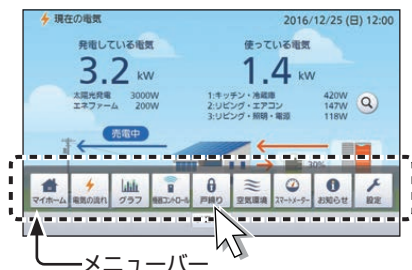 現在の電気 2016/12/25 (日) 12:00
発電している電気 使っている電気
3.2 kW 1.4 kW
太陽光発電 3000W 1:キッチン・冷蔵庫 420W
エネファーム 200W 2:リビング・エアコン 147W
3:リビング・照明・電源 118W
売電中
30%
マイホーム 電気の流れ グラフ 機器コントロール 戸締り 空気環境 スマートメーター お知らせ 設定
メニューバー